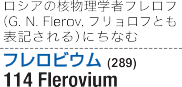 ロシアの核物理学者フレロフ
(G. N. Flerov, フリョロフとも
表記される)にちなむ
フレロビウム (289)
114 Flerovium